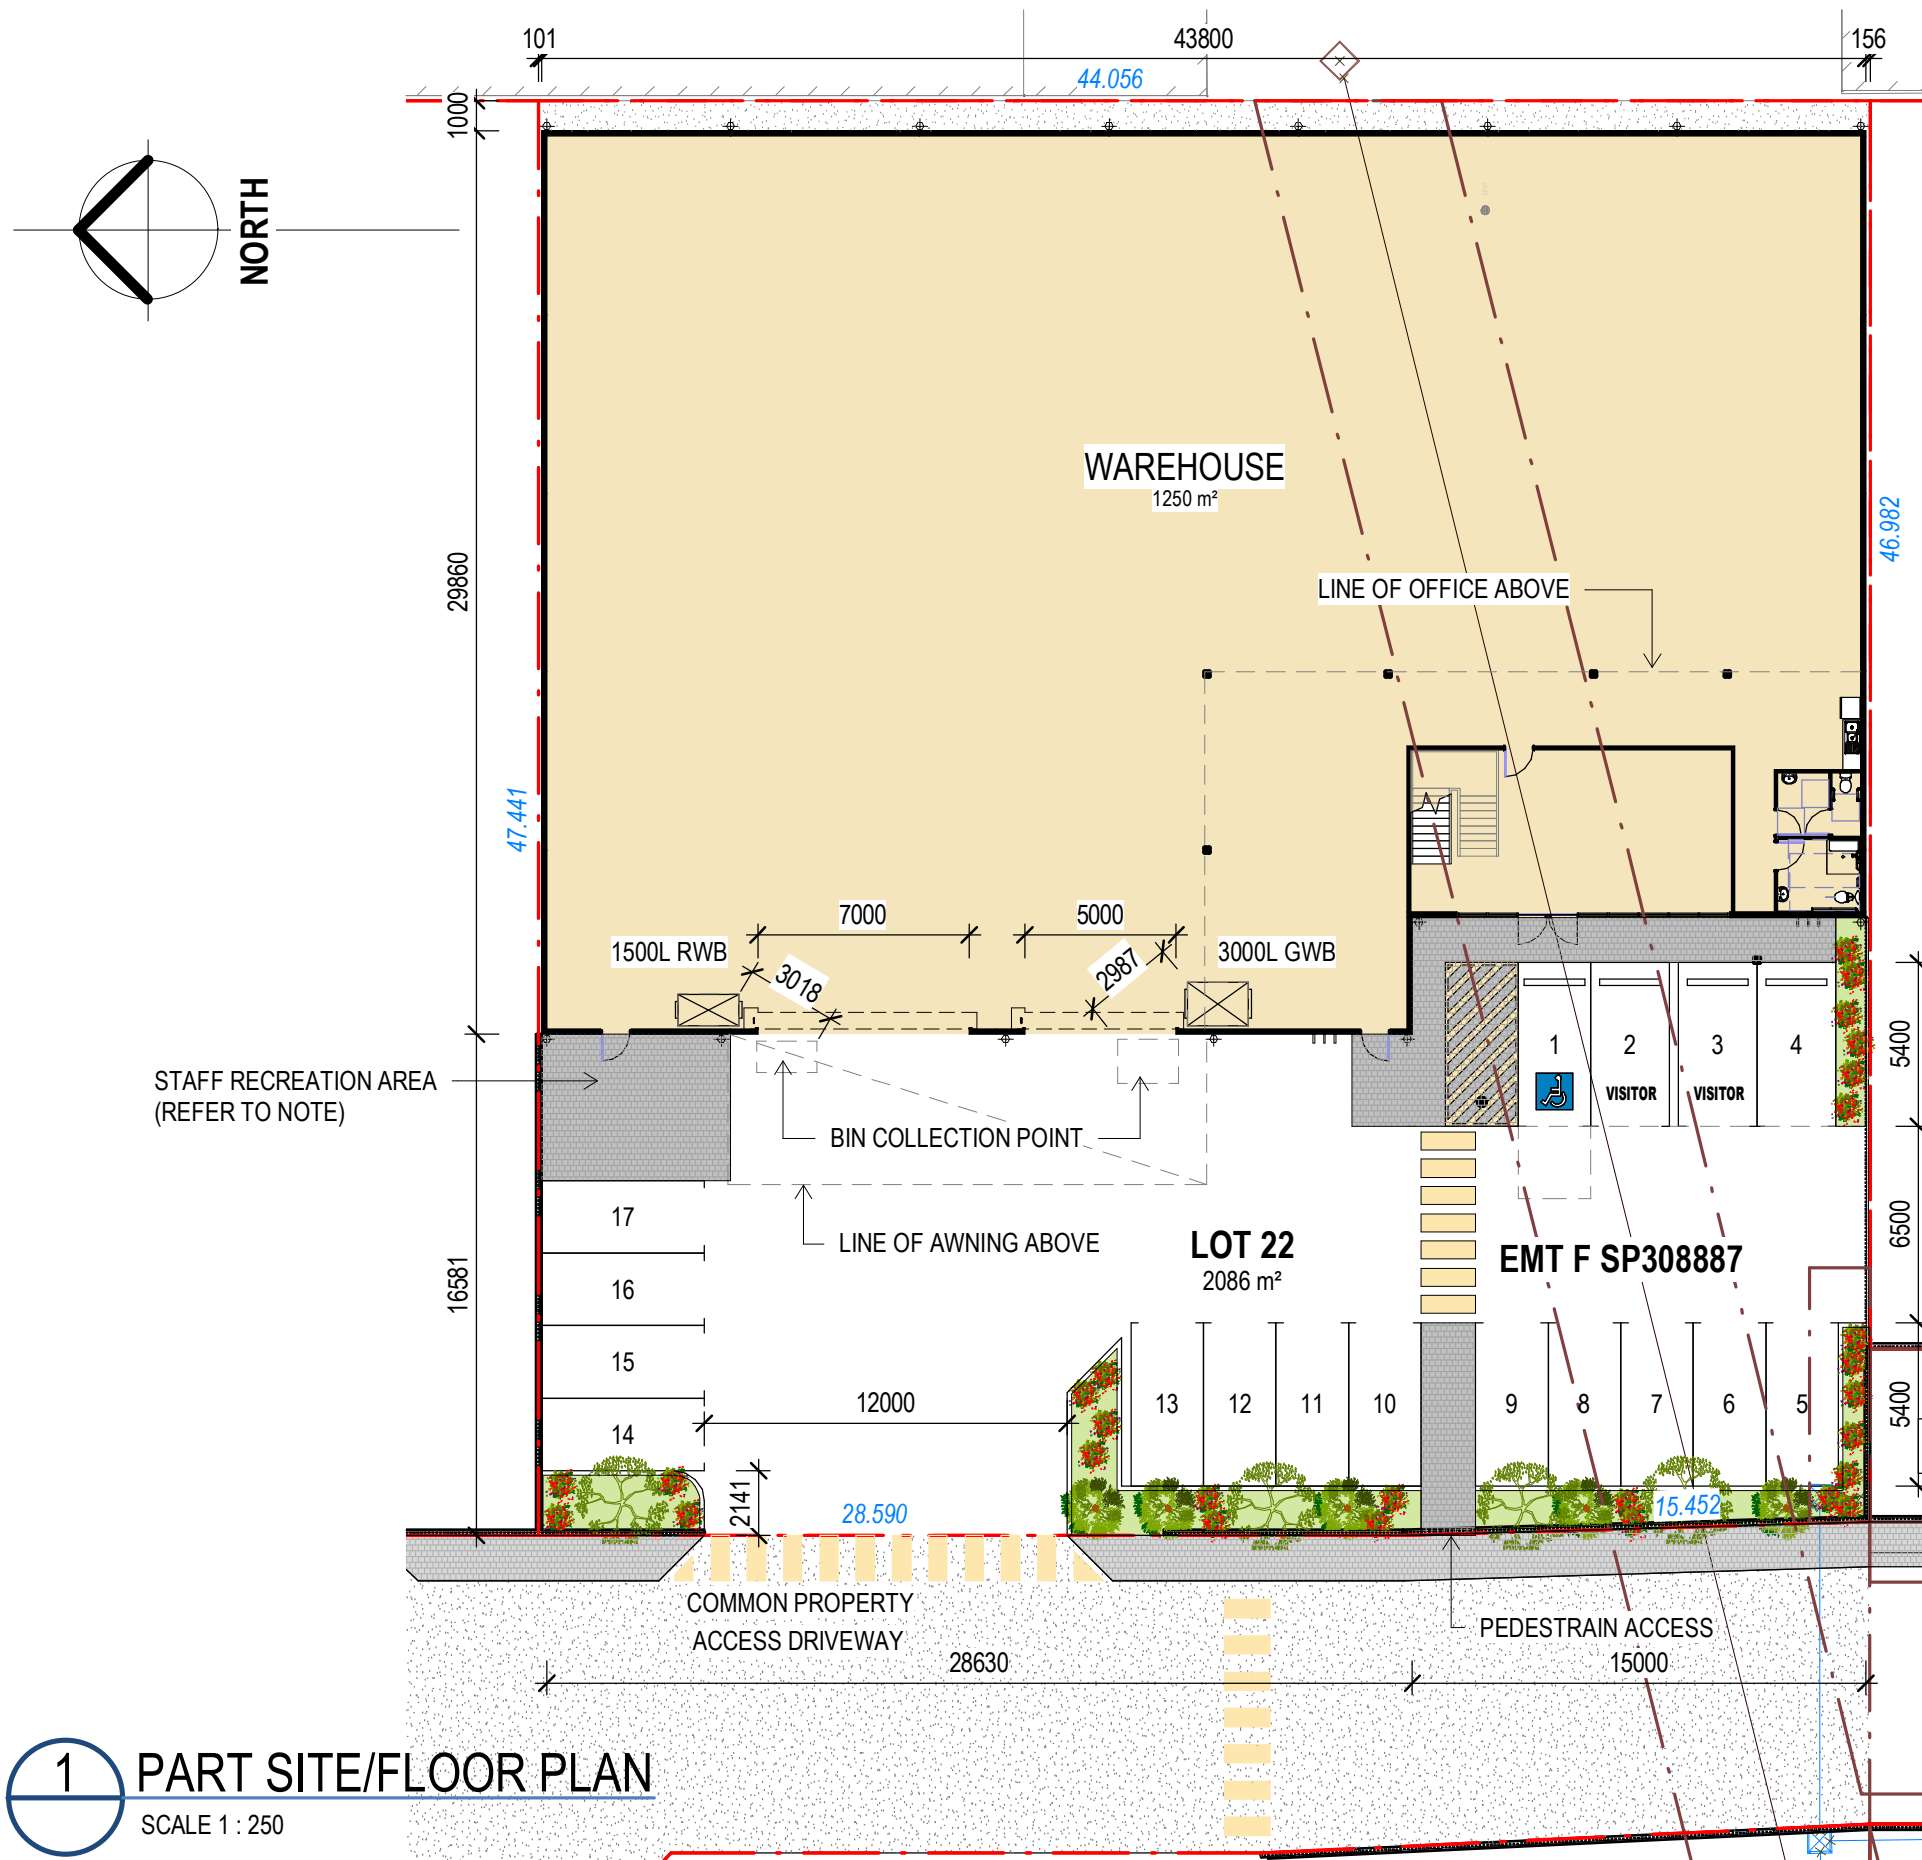 101
43800
156
44.056
1000
NORTH
WAREHOUSE
1250 m²
46.982
29860
LINE OF OFFICE ABOVE
47.441
7000
5000
1500L RWB
3018
2987
3000L GWB
1
2
3
4
VISITOR
VISITOR
5400
STAFF RECREATION AREA
(REFER TO NOTE)
BIN COLLECTION POINT
17
LINE OF AWNING ABOVE
LOT 22
2086 m²
EMT F SP308887
6500
16581
16
15
12000
14
13
12
11
10
9
8
7
6
5
5400
2141
28.590
15.452
COMMON PROPERTY
ACCESS DRIVEWAY
PEDESTRAIN ACCESS
28630
15000
1
PART SITE/FLOOR PLAN
SCALE 1 : 250